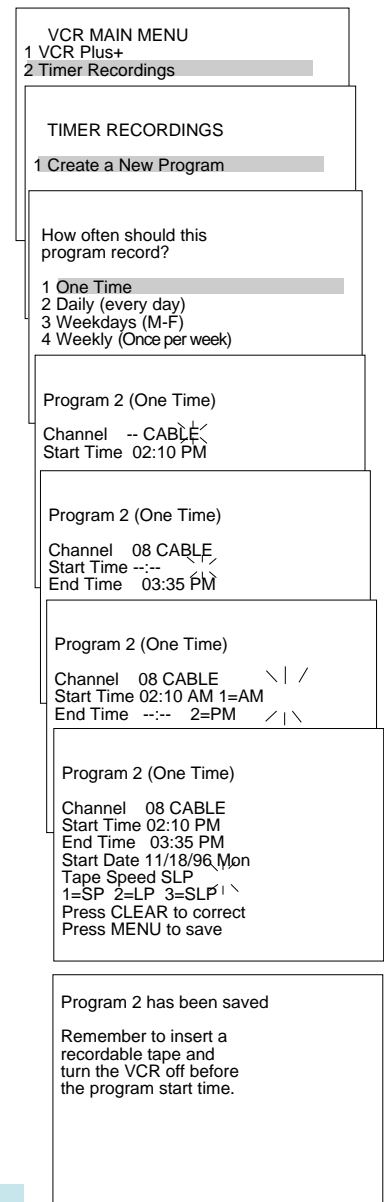 VCR MAIN MENU
1 VCR Plus+
2 Timer Recordings
TIMER RECORDINGS
1 Create a New Program
How often should this
program record?
1 One Time
2 Daily (every day)
3 Weekdays (M-F)
4 Weekly (Once per week)
Program 2 (One Time)
Channel -- CABLE
Start Time 02:10 PM
Program 2 (One Time)
Channel 08 CABLE
Start Time --:--
End Time 03:35 PM
Program 2 (One Time)
Channel 08 CABLE
Start Time 02:10 AM 1=AM
End Time --:-- 2=PM
Program 2 (One Time)
Channel 08 CABLE
Start Time 02:10 PM
End Time 03:35 PM
Start Date 11/18/96 Mon
Tape Speed SLP
1=SP 2=LP 3=SLP
Press CLEAR to correct
Press MENU to save
Program 2 has been saved
Remember to insert a
recordable tape and
turn the VCR off before
the program start time.